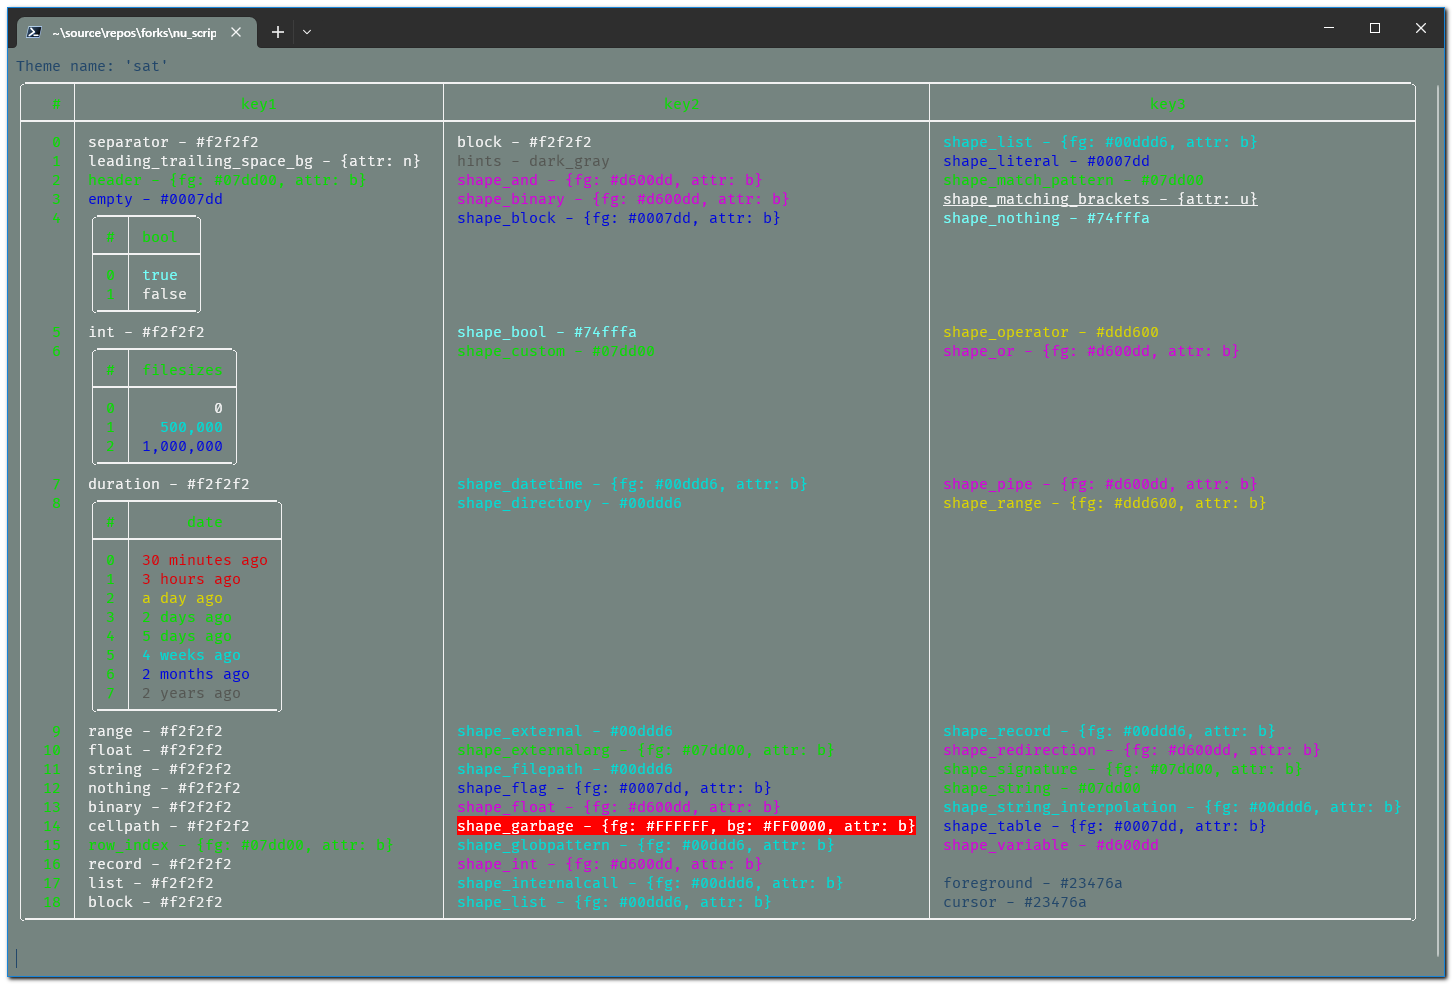 ~\source\repos\forks\nu_scrip
Theme name: 'sat'
# key1 key2 key3
0 separator - #f2f2f2 block - #f2f2f2 shape_list - {fg: #00ddd6, attr: b}
1 leading_trailing_space_bg - {attr: n} hints - dark_gray shape_literal - #0007dd
2 header - {fg: #07dd00, attr: b} shape_and - {fg: #d600dd, attr: b} shape_match_pattern - #07dd00
3 empty - #0007dd shape_binary - {fg: #d600dd, attr: b} shape_matching_brackets - {attr: u}
4 shape_block - {fg: #0007dd, attr: b} shape_nothing - #74fffa
# bool
0 true
1 false
5 int - #f2f2f2 shape_bool - #74fffa shape_operator - #ddd600
6 shape_custom - #07dd00 shape_or - {fg: #d600dd, attr: b}
# filesizes
0 0
1 500,000
2 1,000,000
7 duration - #f2f2f2 shape_datetime - {fg: #00ddd6, attr: b} shape_pipe - {fg: #d600dd, attr: b}
8 shape_directory - #00ddd6 shape_range - {fg: #ddd600, attr: b}
# date
0 30 minutes ago
1 3 hours ago
2 a day ago
3 2 days ago
4 5 days ago
5 4 weeks ago
6 2 months ago
7 2 years ago
9 range - #f2f2f2 shape_external - #00ddd6 shape_record - {fg: #00ddd6, attr: b}
10 float - #f2f2f2 shape_externalarg - {fg: #07dd00, attr: b} shape_redirection - {fg: #d600dd, attr: b}
11 string - #f2f2f2 shape_filepath - #00ddd6 shape_signature - {fg: #07dd00, attr: b}
12 nothing - #f2f2f2 shape_flag - {fg: #0007dd, attr: b} shape_string - #07dd00
13 binary - #f2f2f2 shape_float - {fg: #d600dd, attr: b} shape_string_interpolation - {fg: #00ddd6, attr: b}
14 cellpath - #f2f2f2 shape_garbage - {fg: #FFFFFF, bg: #FF0000, attr: b} shape_table - {fg: #0007dd, attr: b}
15 row_index - {fg: #07dd00, attr: b} shape_globpattern - {fg: #00ddd6, attr: b} shape_variable - #d600dd
16 record - #f2f2f2 shape_int - {fg: #d600dd, attr: b}
17 list - #f2f2f2 shape_internalcall - {fg: #00ddd6, attr: b} foreground - #23476a
18 block - #f2f2f2 shape_list - {fg: #00ddd6, attr: b} cursor - #23476a